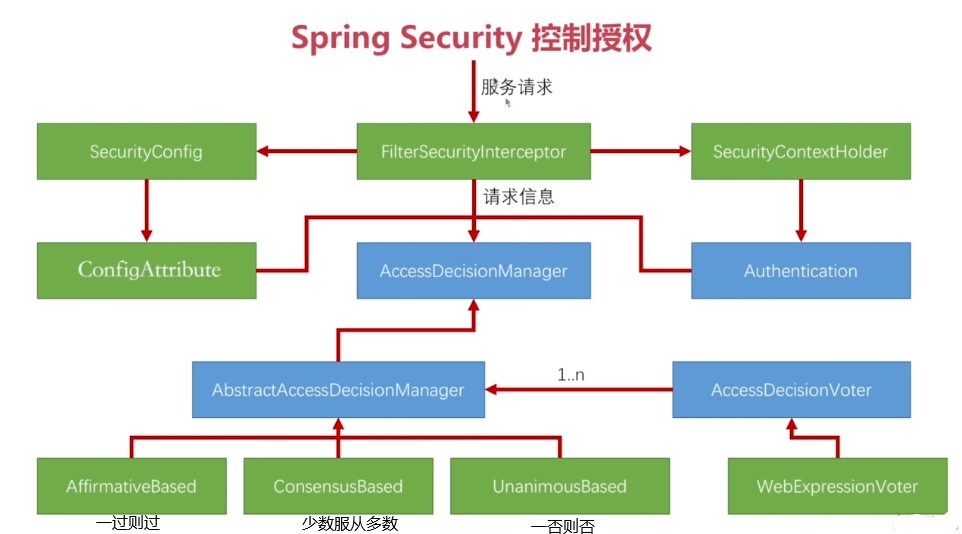 Spring Security 控制授权
服务请求
SecurityConfig
FilterSecurityInterceptor
SecurityContextHolder
请求信息
ConfigAttribute
AccessDecisionManager
Authentication
AbstractAccessDecisionManager
1..n
AccessDecisionVoter
AffirmativeBased
ConsensusBased
UnanimousBased
WebExpressionVoter
一过则过
少数服从多数
一否则否